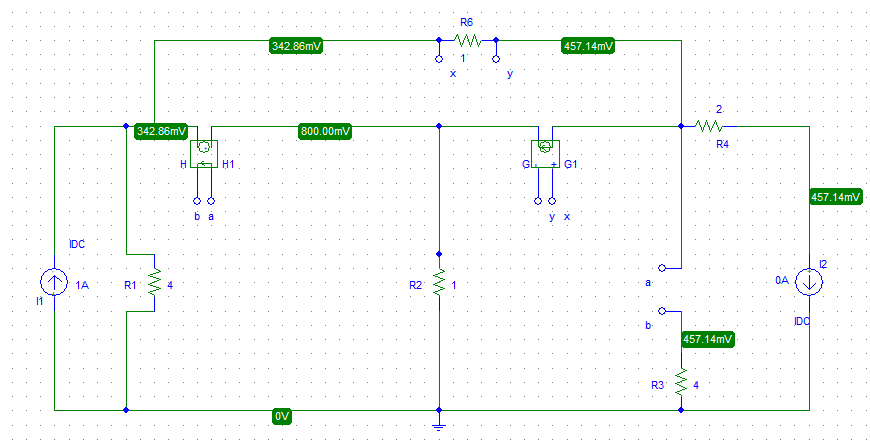 R6
342.86mV
457.14mV
1
x
y
2
342.86mV
800.00mV
R4
H
H1
G
- +
G1
457.14mV
b
a
y
x
IDC
I2
a
0A
1A
R1
4
R2
1
I1
b
IDC
457.14mV
R3
4
0V